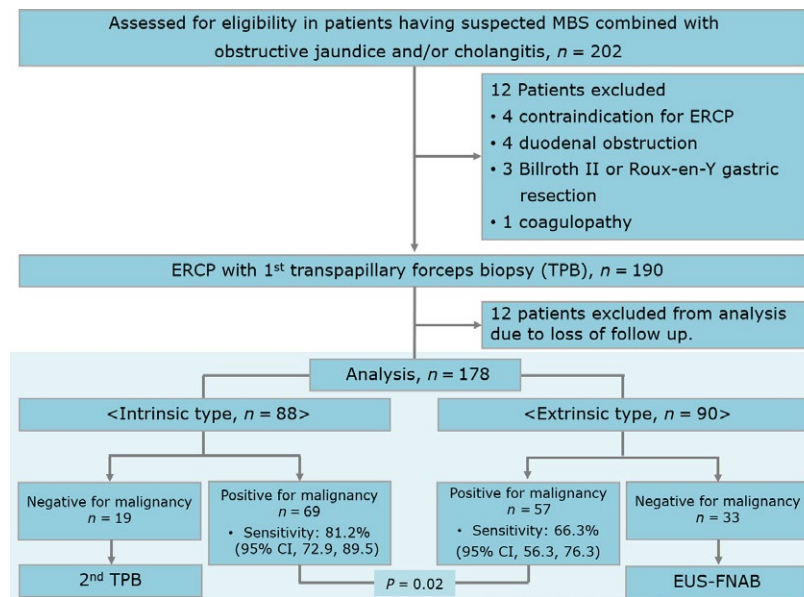 Assessed for eligibility in patients having suspected MBS combined with
obstructive jaundice and/or cholangitis, n = 202
12 Patients excluded
• 4 contraindication for ERCP
• 4 duodenal obstruction
• 3 Billroth II or Roux-en-Y gastric
resection
• 1 coagulopathy
ERCP with 1st transpapillary forceps biopsy (TPB), n = 190
12 patients excluded from analysis
due to loss of follow up.
Analysis, n = 178
<Intrinsic type, n = 88>
<Extrinsic type, n = 90>
Negative for malignancy
n = 19
Positive for malignancy
n = 69
• Sensitivity: 81.2%
(95% CI, 72.9, 89.5)
Positive for malignancy
n = 57
• Sensitivity: 66.3%
(95% CI, 56.3, 76.3)
Negative for malignancy
n = 33
2nd TPB
P = 0.02
EUS-FNAB